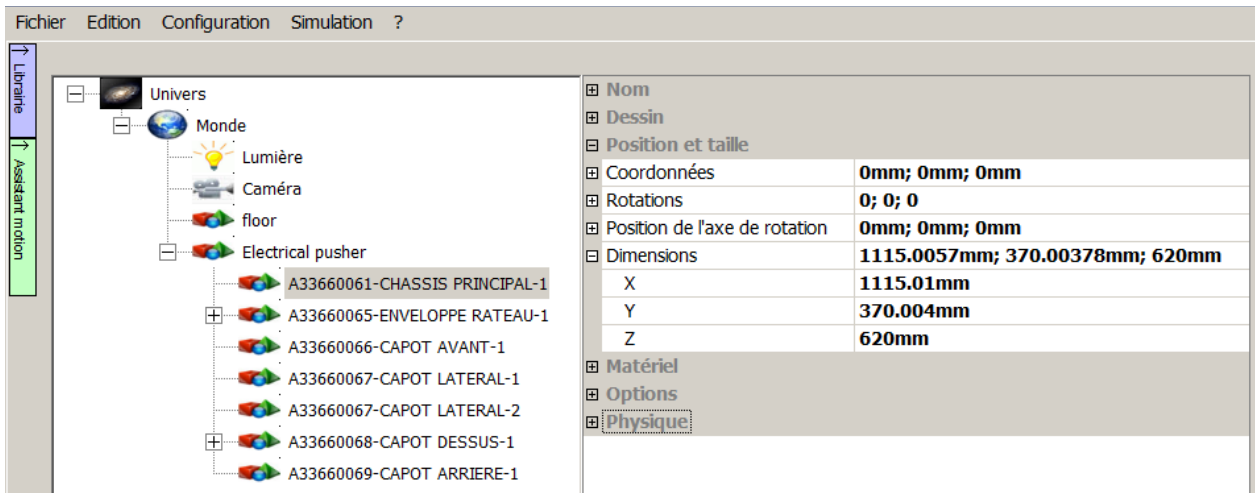 Fichier Edition Configuration Simulation ?
Librairie
Assistant motion
Univers
Monde
Lumière
Caméra
floor
Electrical pusher
A33660061-CHASSIS PRINCIPAL-1
A33660065-ENVELOPPE RATEAU-1
A33660066-CAPOT AVANT-1
A33660067-CAPOT LATERAL-1
A33660067-CAPOT LATERAL-2
A33660068-CAPOT DESSUS-1
A33660069-CAPOT ARRIERE-1
Nom
Dessin
Position et taille
Coordonnées 0mm; 0mm; 0mm
Rotations 0; 0; 0
Position de l'axe de rotation 0mm; 0mm; 0mm
Dimensions 1115.0057mm; 370.00378mm; 620mm
X 1115.01mm
Y 370.004mm
Z 620mm
Matériel
Options
Physique